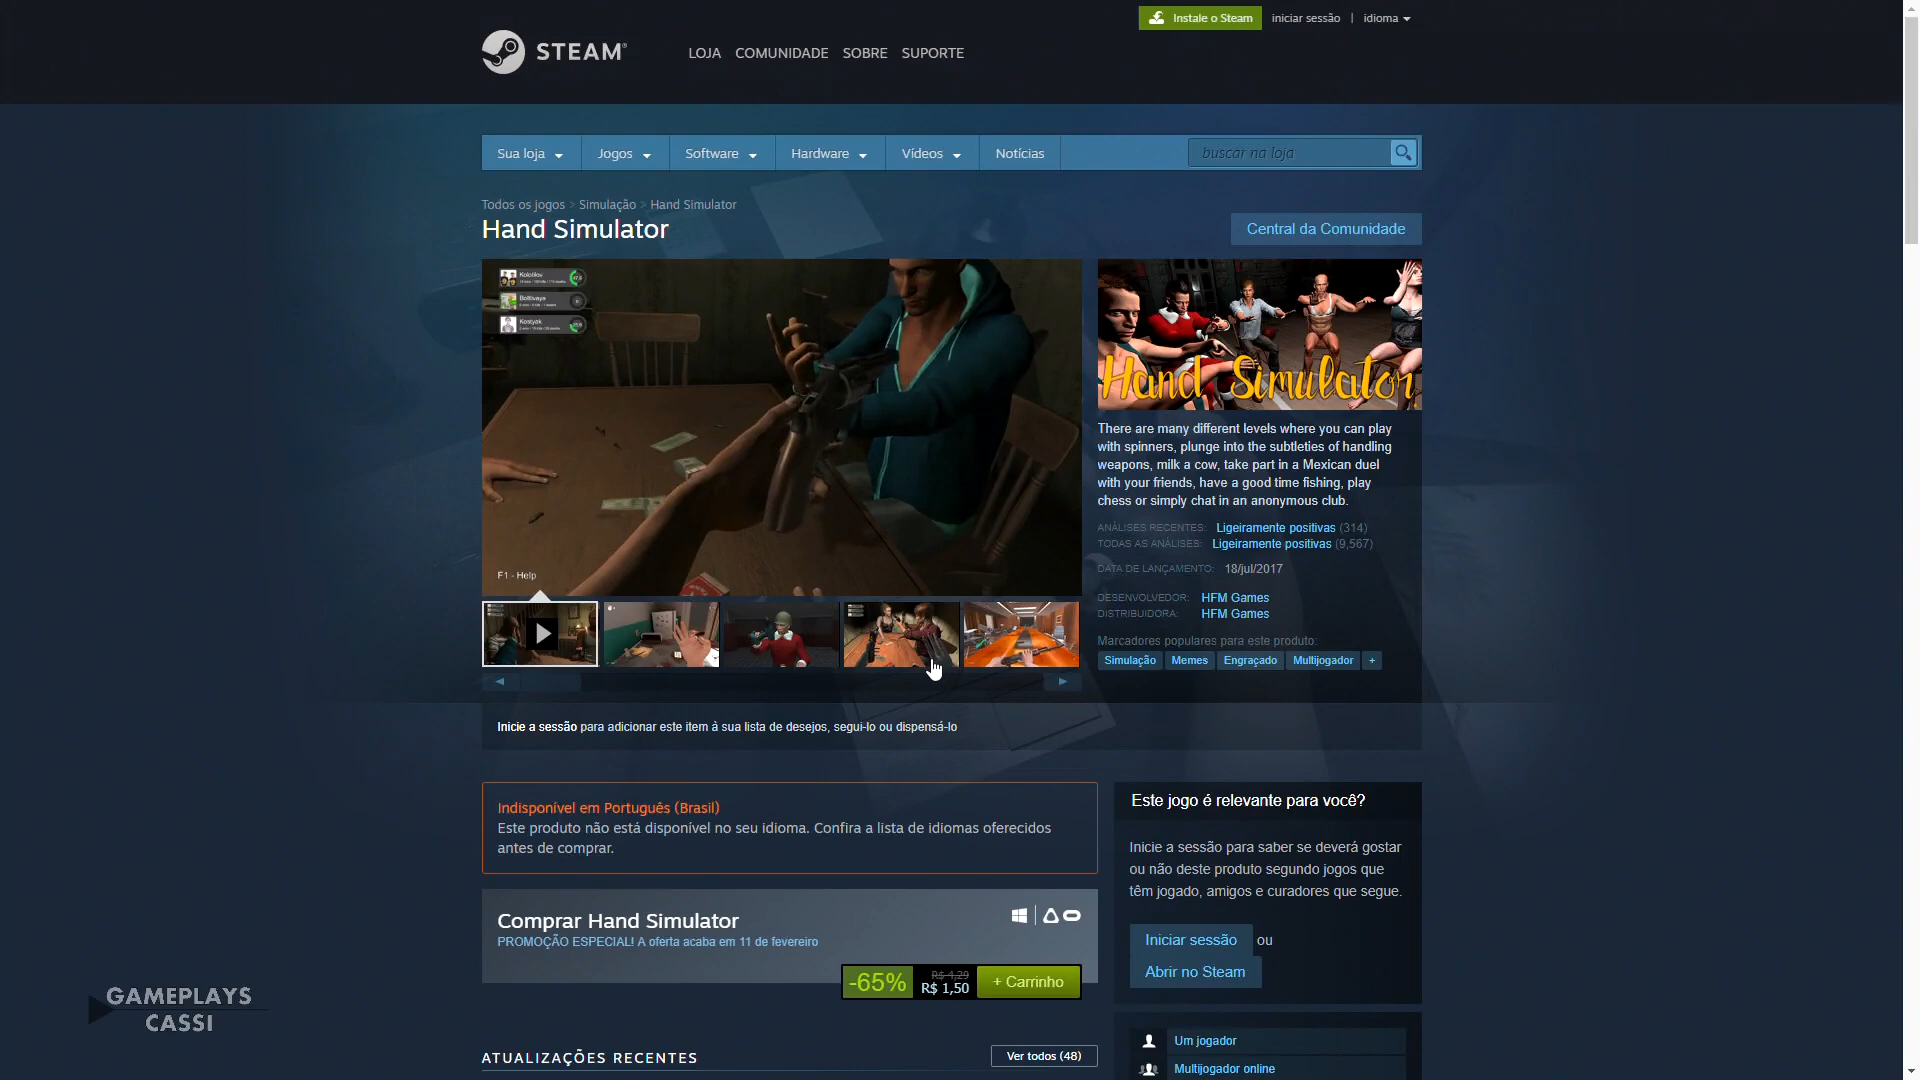 Instale o Steam
iniciar sessão | idioma
STEAM
LOJA COMUNIDADE SOBRE SUPORTE
Sua loja
Jogos
Software
Hardware
Vídeos
Notícias
buscar na loja
Todos os jogos > Simulação > Hand Simulator
Hand Simulator
Central da Comunidade
Kolotilov
Boltivaya
Kostyak
F1 - Help
Hand Simulator
There are many different levels where you can play
with spinners, plunge into the subtleties of handling
weapons, milk a cow, take part in a Mexican duel
with your friends, have a good time fishing, play
chess or simply chat in an anonymous club.
ANÁLISES RECENTES: Ligeiramente positivas (314)
TODAS AS ANÁLISES: Ligeiramente positivas (9,567)
DATA DE LANÇAMENTO: 18/jul/2017
DESENVOLVEDOR: HFM Games
DISTRIBUIDORA: HFM Games
Marcadores populares para este produto:
Simulação Memes Engraçado Multijogador +
Inicie a sessão para adicionar este item à sua lista de desejos, segui-lo ou dispensá-lo
Indisponível em Português (Brasil)
Este produto não está disponível no seu idioma. Confira a lista de idiomas oferecidos
antes de comprar.
Comprar Hand Simulator
PROMOÇÃO ESPECIAL! A oferta acaba em 11 de fevereiro
-65%
R$ 4,29
R$ 1,50
+ Carrinho
Este jogo é relevante para você?
Inicie a sessão para saber se deverá gostar
ou não deste produto segundo jogos que
têm jogado, amigos e curadores que segue.
Iniciar sessão ou
Abrir no Steam
GAMEPLAYS
CASSI
ATUALIZAÇÕES RECENTES
Ver todos (48)
Um jogador
Multijogador online